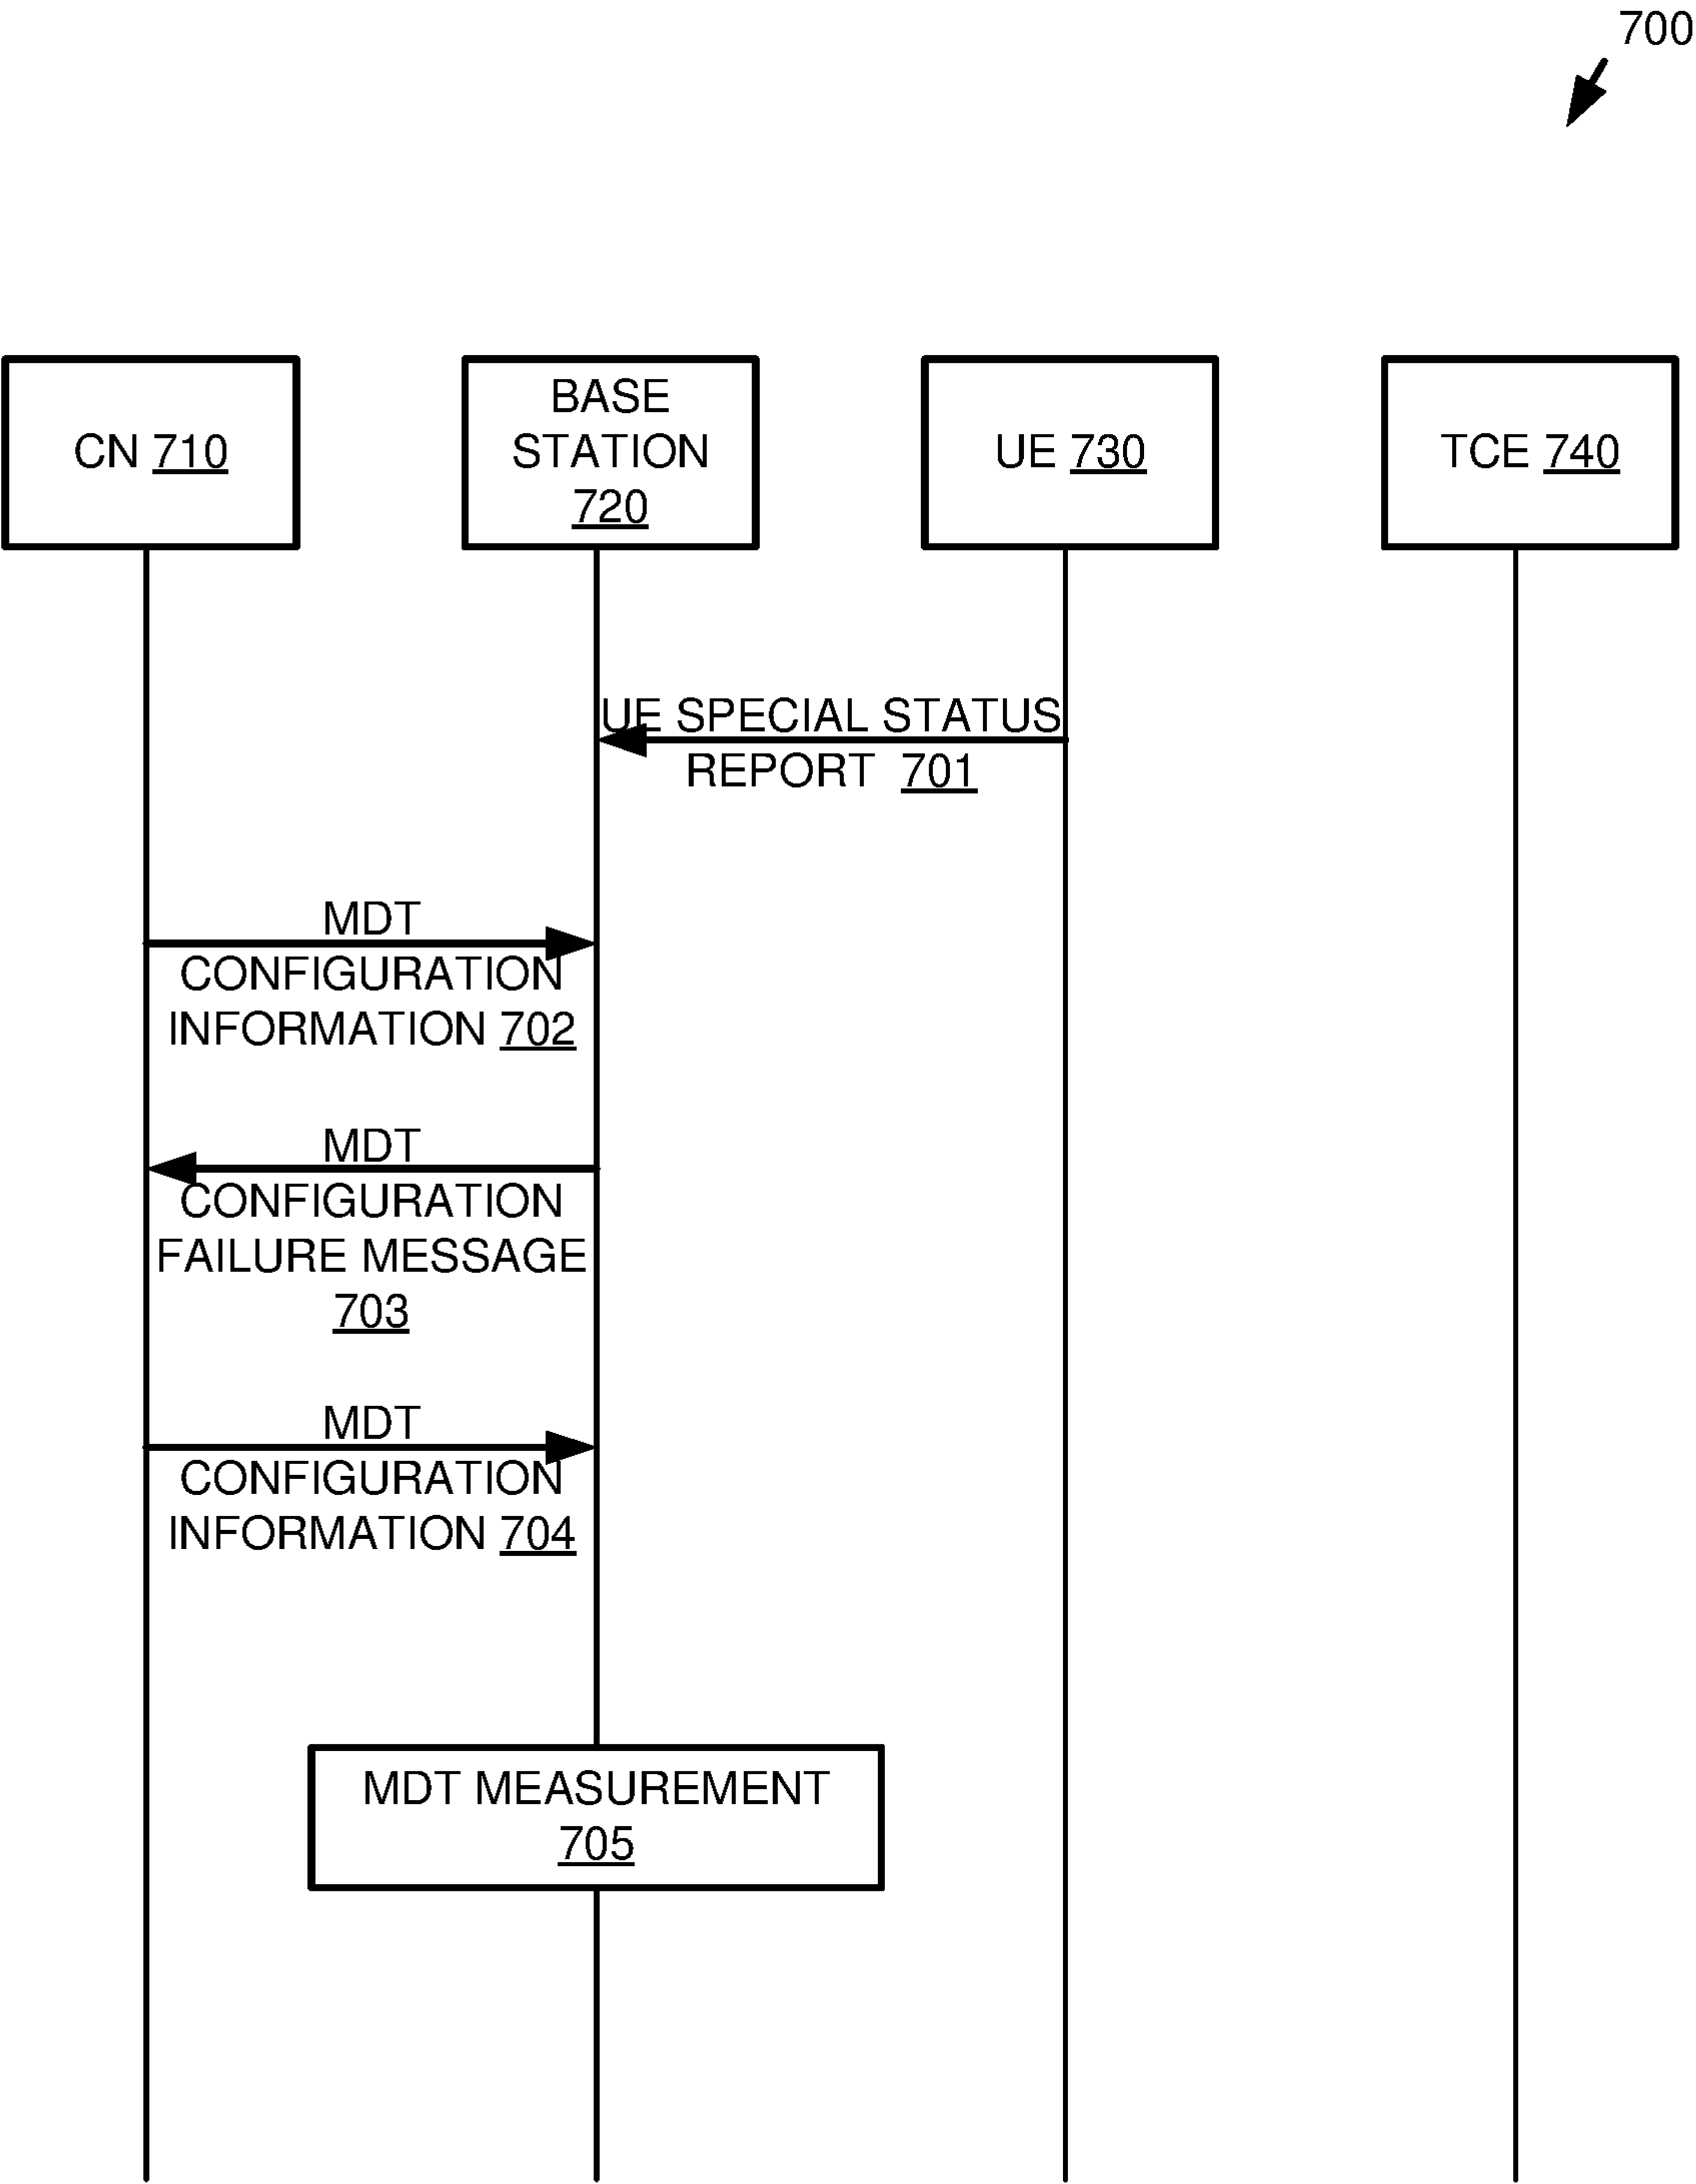 700
CN 710
BASE
STATION
720
UE 730
TCE 740
UE SPECIAL STATUS
REPORT 701
MDT
CONFIGURATION
INFORMATION 702
MDT
CONFIGURATION
FAILURE MESSAGE
703
MDT
CONFIGURATION
INFORMATION 704
MDT MEASUREMENT
705